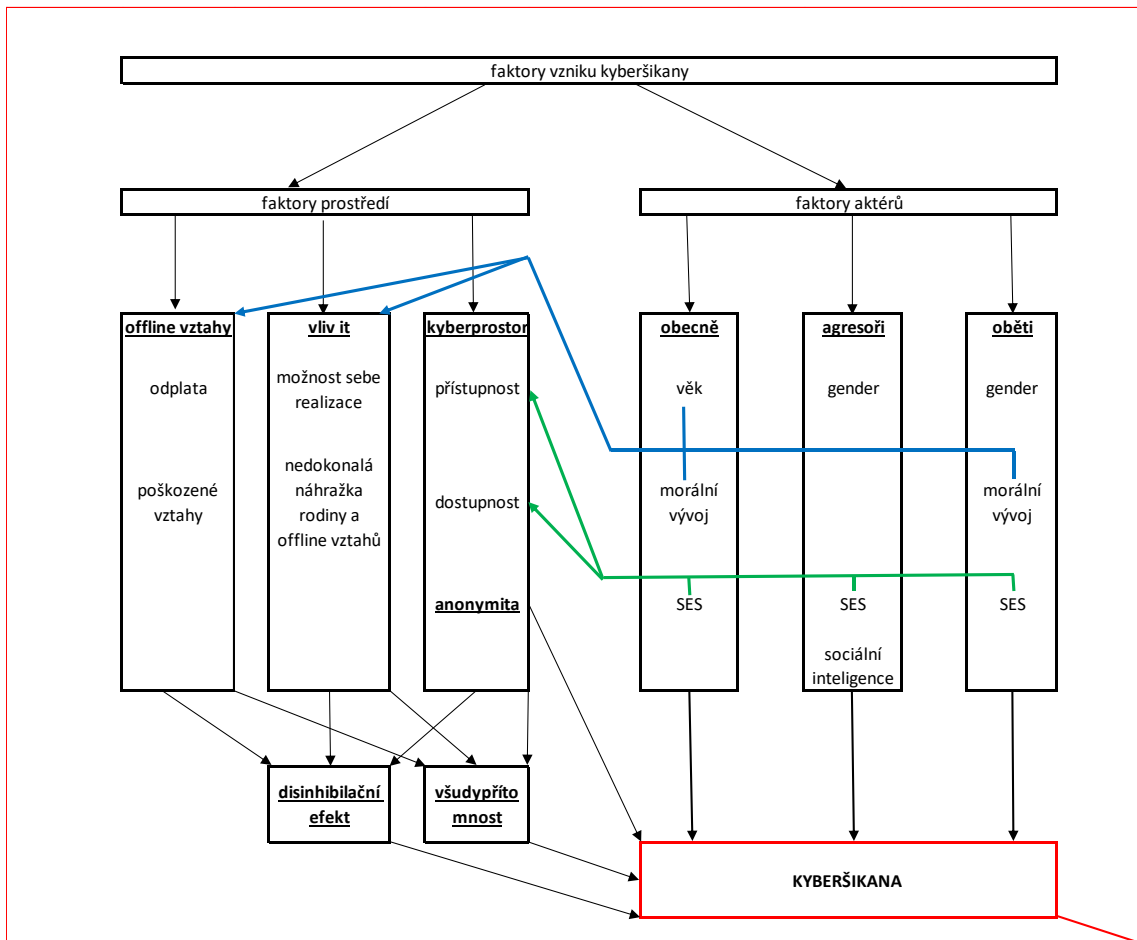 faktory vzniku kyberšikany
faktory prostředí
faktory aktérů
offline vztahy
odplata
poškozené
vztahy
vliv it
možnost sebe
realizace
nedokonalá
náhražka
rodiny a
offline vztahů
kyberprostor
přístupnost
dostupnost
anonymita
obecně
věk
morální
vývoj
SES
agresoři
gender
SES
sociální
inteligence
oběti
gender
morální
vývoj
SES
disinhibilační
efekt
všudypříto
mnost
KYBERŠIKANA